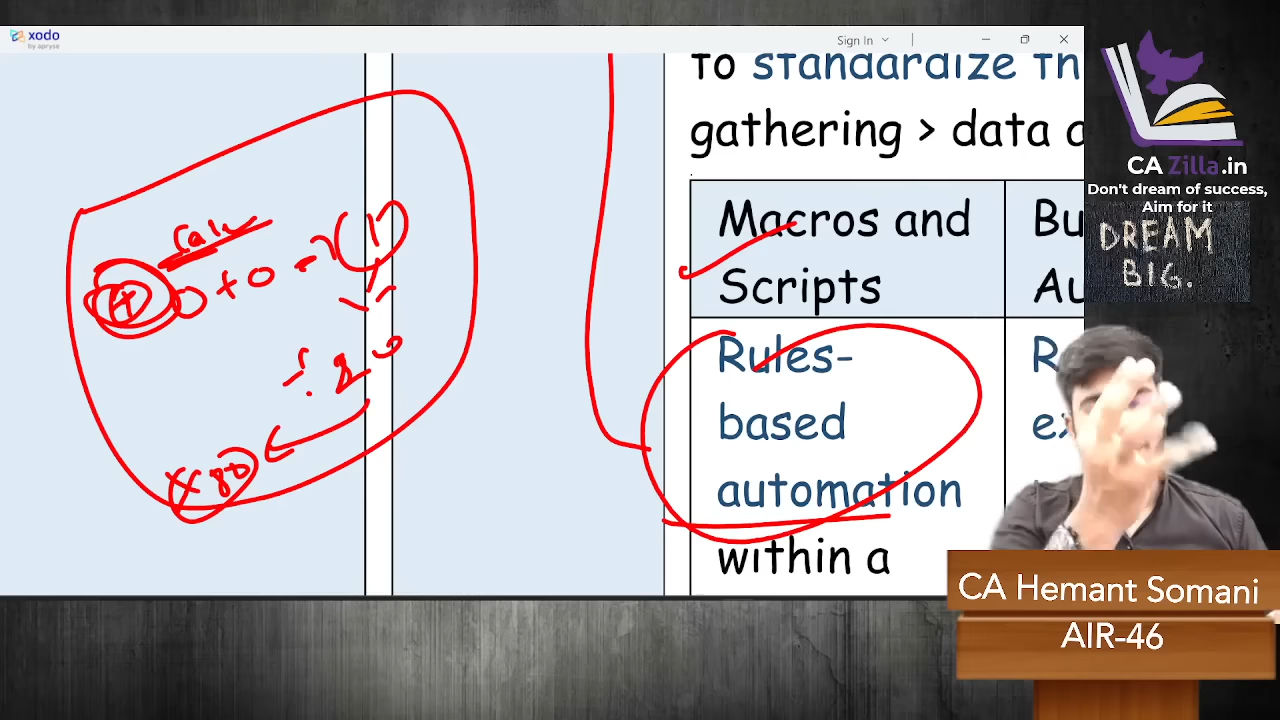 xodo
by apryse
Sign In
to standardize th
gathering > data a
Macros and
Scripts
Bu
Au
Rules-
based
automation
within a
R
ex
CA Zilla.in
Don't dream of success,
Aim for it
DREAM
BIG.
CA Hemant Somani
AIR-46